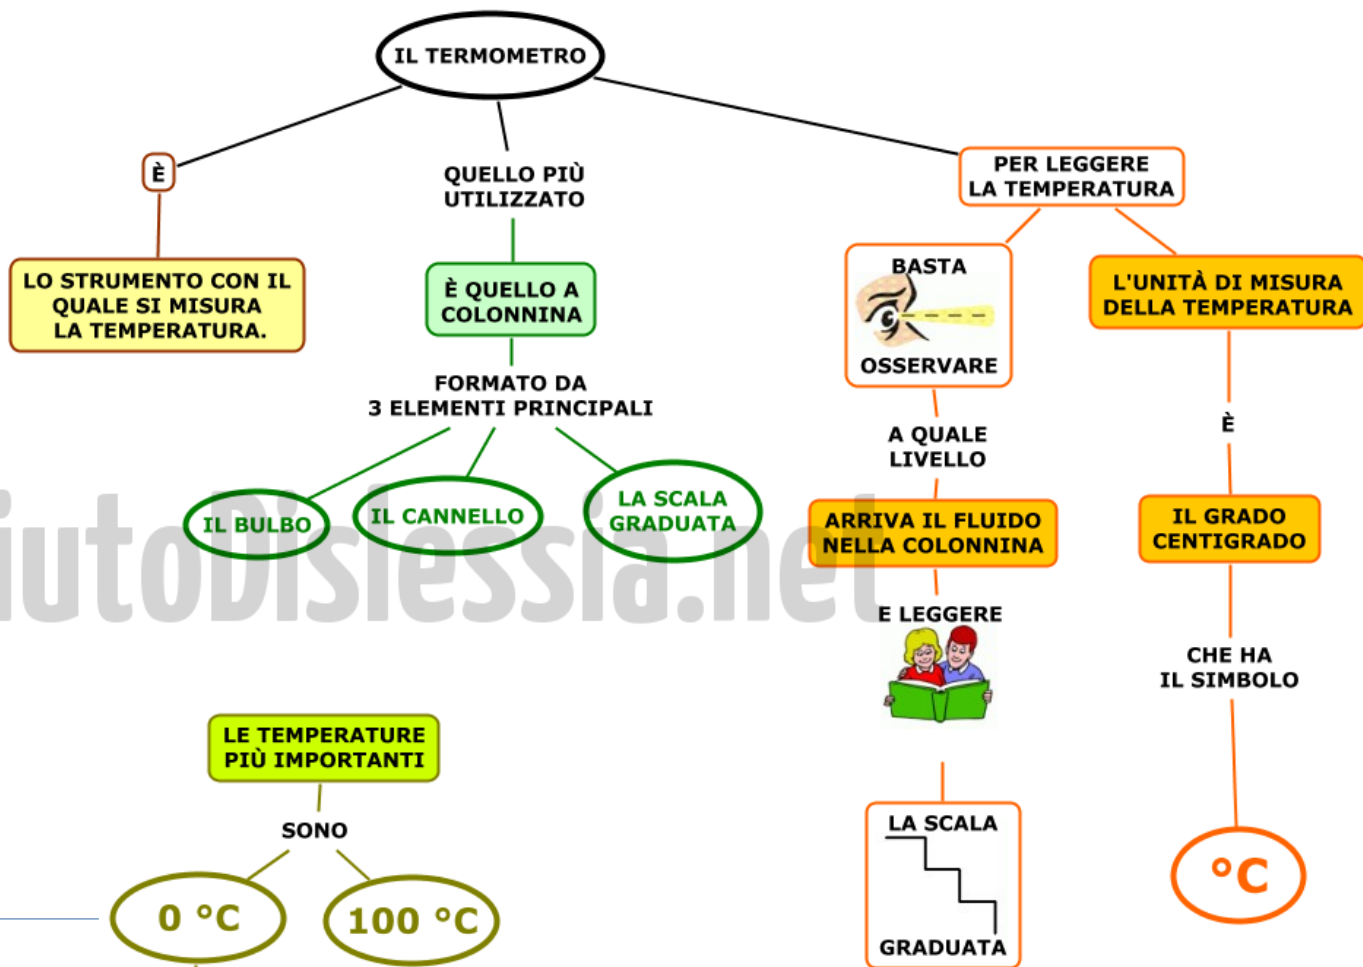 IL TERMOMETRO
È
LO STRUMENTO CON IL
QUALE SI MISURA
LA TEMPERATURA.
QUELLO PIÙ
UTILIZZATO
È QUELLO A
COLONNINA
FORMATO DA
3 ELEMENTI PRINCIPALI
IL BULBO
IL CANNELLO
LA SCALA
GRADUATA
PER LEGGERE
LA TEMPERATURA
BASTA
OSSERVARE
A QUALE
LIVELLO
ARRIVA IL FLUIDO
NELLA COLONNINA
E LEGGERE
LA SCALA
GRADUATA
L'UNITÀ DI MISURA
DELLA TEMPERATURA
È
IL GRADO
CENTIGRADO
CHE HA
IL SIMBOLO
°C
LE TEMPERATURE
PIÙ IMPORTANTI
SONO
0 °C
100 °C
iutoDislessia.net